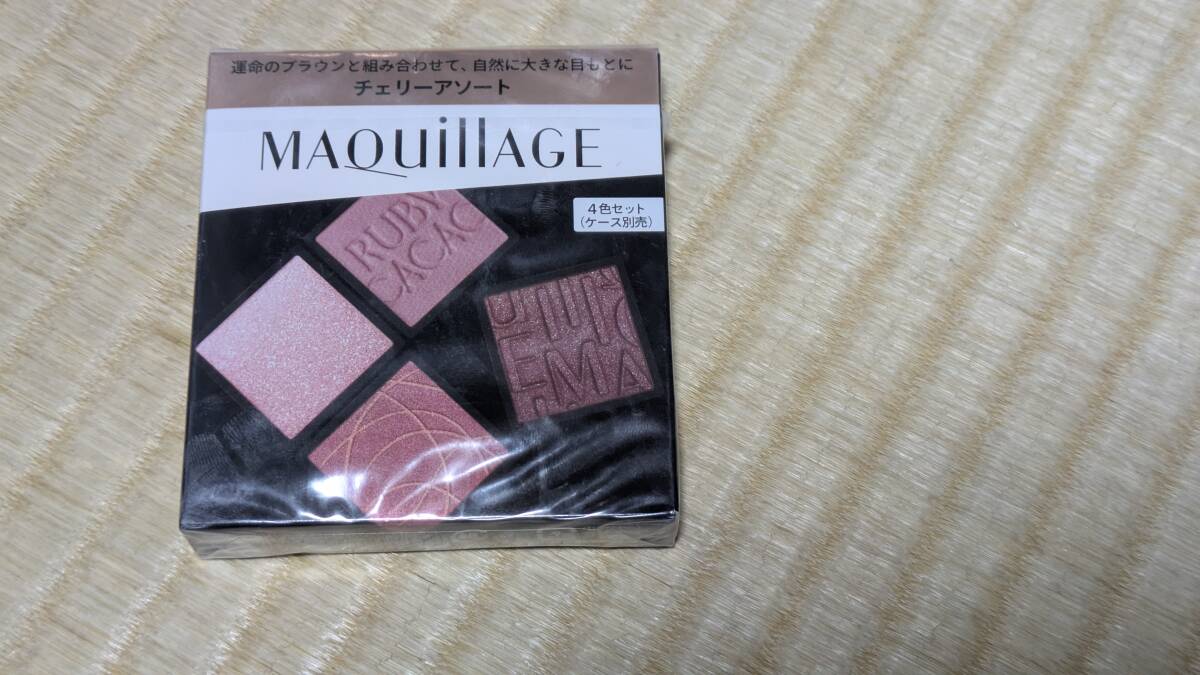 運命のブラウンと組み合わせて、自然に大きな目もとに
チェリーアソート
MAQuillAGE
4色セット
(ケース別売)
RUBY
CACAO